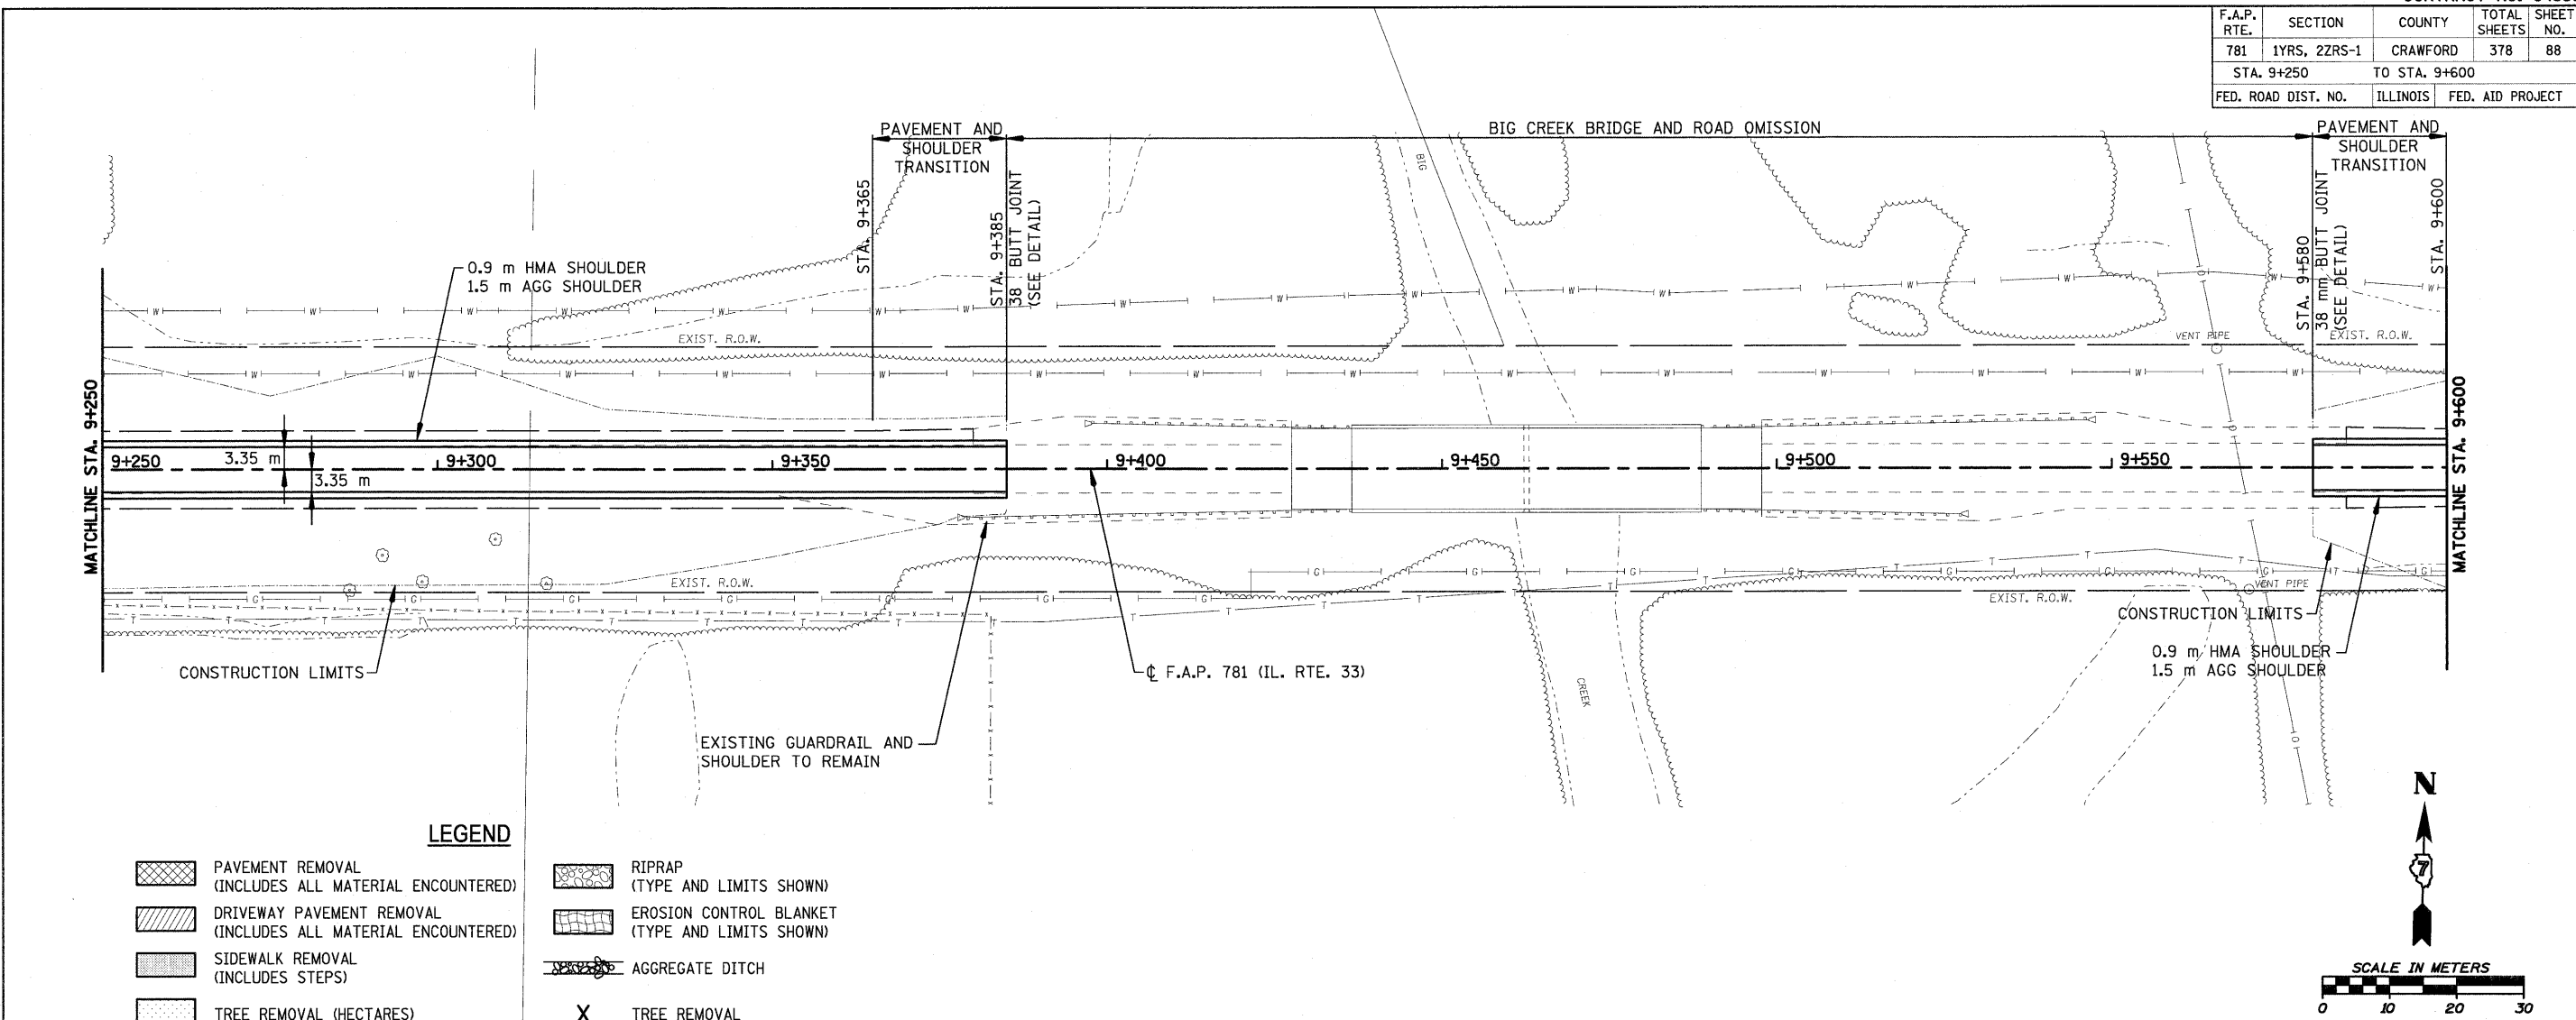 F.A.P. RTE. SECTION COUNTY TOTAL SHEETS SHEET NO.
781 1YRS, 2ZRS-1 CRAWFORD 378 88
STA. 9+250 TO STA. 9+600
FED. ROAD DIST. NO. ILLINOIS FED. AID PROJECT
PAVEMENT AND
SHOULDER
TRANSITION
BIG CREEK BRIDGE AND ROAD OMISSION
PAVEMENT AND
SHOULDER
TRANSITION
STA. 9+365
STA. 9+385
38 BUTT JOINT
(SEE DETAIL)
BIG
STA. 9+580
38 mm BUTT JOINT
(SEE DETAIL)
STA. 9+600
0.9 m HMA SHOULDER
1.5 m AGG SHOULDER
W W W W W W W W W W W W W W W
EXIST. R.O.W.
VENT PIPE
EXIST. R.O.W.
W W W W W W W W W W W W W W W
MATCHLINE STA. 9+250
9+250 9+300 9+350 9+400 9+450 9+500 9+550
3.35 m
3.35 m
MATCHLINE STA. 9+600
EXIST. R.O.W.
G G G G G G G G G G G G G G G
T T T T T T T T T T T T T T
VENT PIPE
EXIST. R.O.W.
CONSTRUCTION LIMITS
0.9 m HMA SHOULDER
1.5 m AGG SHOULDER
CONSTRUCTION LIMITS
℄ F.A.P. 781 (IL. RTE. 33)
CREEK
EXISTING GUARDRAIL AND
SHOULDER TO REMAIN
N
7
LEGEND
PAVEMENT REMOVAL
(INCLUDES ALL MATERIAL ENCOUNTERED)
DRIVEWAY PAVEMENT REMOVAL
(INCLUDES ALL MATERIAL ENCOUNTERED)
SIDEWALK REMOVAL
(INCLUDES STEPS)
TREE REMOVAL (HECTARES)
RIPRAP
(TYPE AND LIMITS SHOWN)
EROSION CONTROL BLANKET
(TYPE AND LIMITS SHOWN)
AGGREGATE DITCH
X TREE REMOVAL
SCALE IN METERS
0 10 20 30